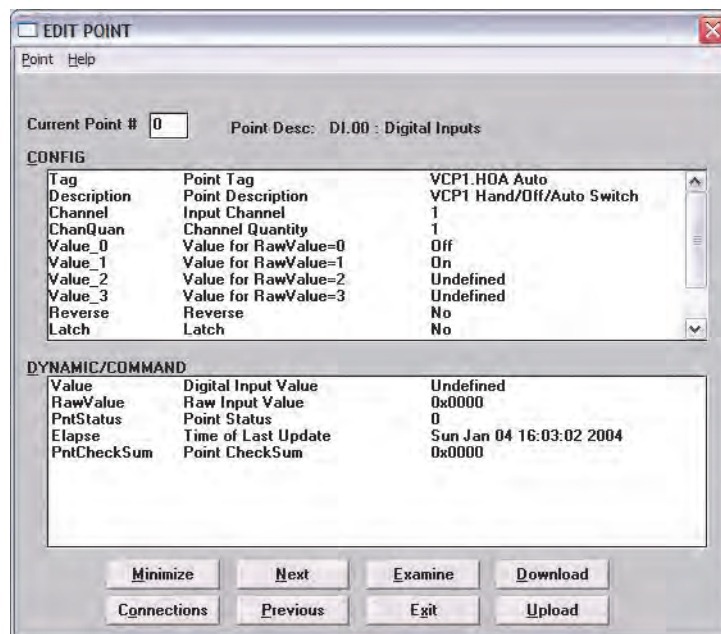 EDIT POINT
Point Help
Current Point # 0 Point Desc: DI.00 : Digital Inputs
CONFIG
Tag Point Tag VCP1.HOA Auto
Description Point Description VCP1 Hand/Off/Auto Switch
Channel Input Channel 1
ChanQuan Channel Quantity 1
Value_0 Value for RawValue=0 Off
Value_1 Value for RawValue=1 On
Value_2 Value for RawValue=2 Undefined
Value_3 Value for RawValue=3 Undefined
Reverse Reverse No
Latch Latch No
DYNAMIC/COMMAND
Value Digital Input Value Undefined
RawValue Raw Input Value 0x0000
PntStatus Point Status 0
Elapse Time of Last Update Sun Jan 04 16:03:02 2004
PntCheckSum Point CheckSum 0x0000
Minimize Next Examine Download
Connections Previous Exit Upload